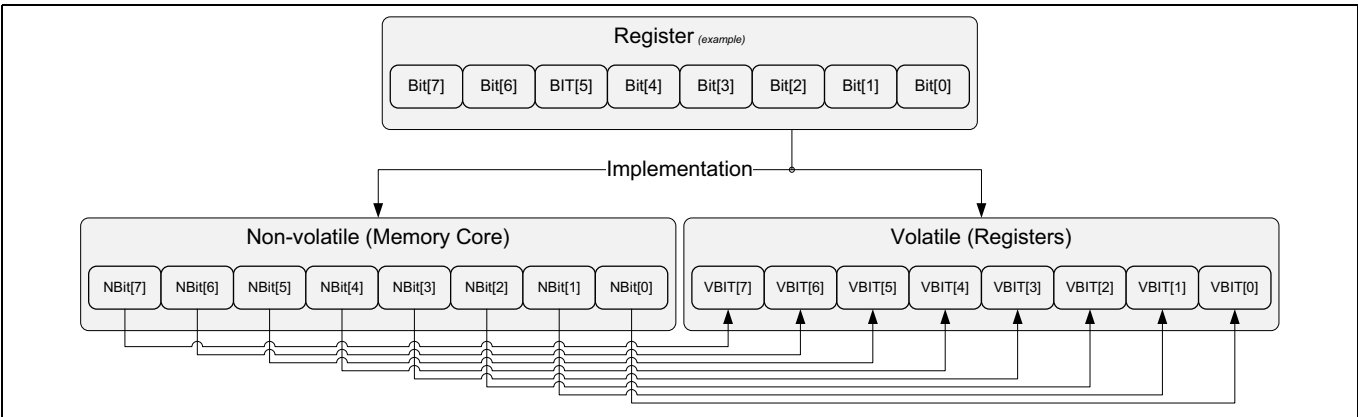 Register (example)
Bit[7] Bit[6] BIT[5] Bit[4] Bit[3] Bit[2] Bit[1] Bit[0]
Implementation
Non-volatile (Memory Core) Volatile (Registers)
NBit[7] NBit[6] NBit[5] NBit[4] NBit[3] NBit[2] NBit[1] NBit[0] VBIT[7] VBIT[6] VBIT[5] VBIT[4] VBIT[3] VBIT[2] VBIT[1] VBIT[0]